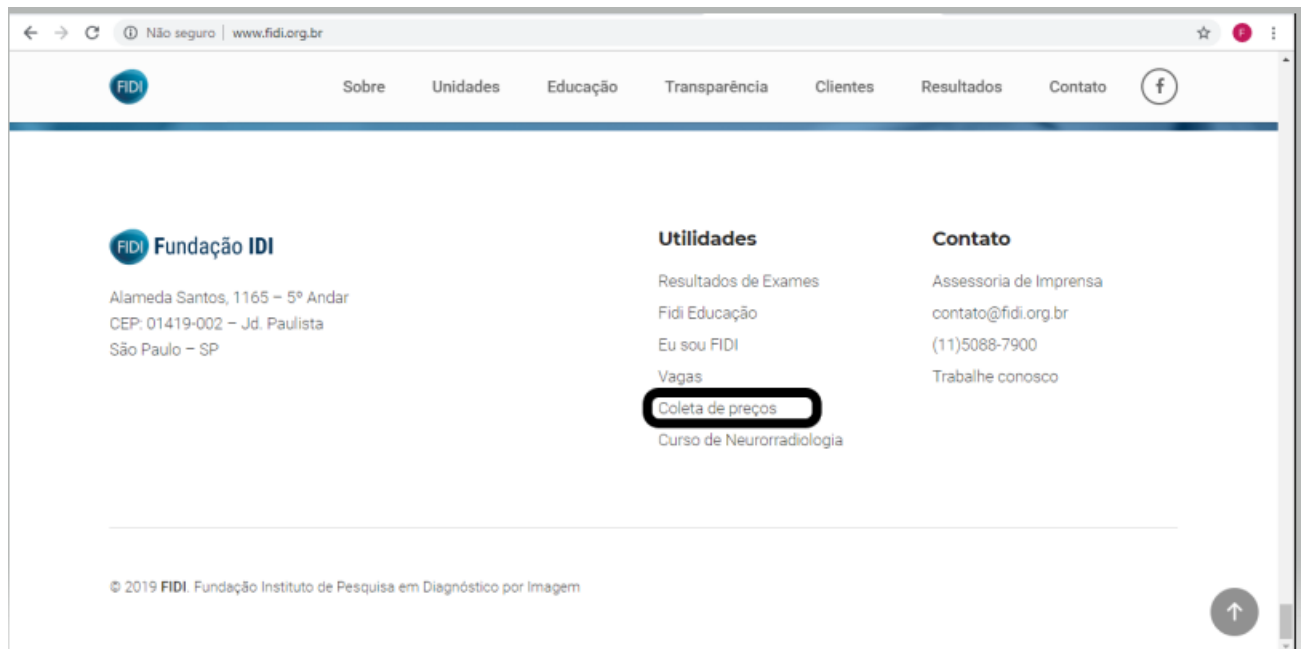 Não seguro | www.fidi.org.br
F
FIDI
Sobre Unidades Educação Transparência Clientes Resultados Contato f
FIDI Fundação IDI
Alameda Santos, 1165 – 5º Andar
CEP: 01419-002 – Jd. Paulista
São Paulo – SP
Utilidades
Resultados de Exames
Fidi Educação
Eu sou FIDI
Vagas
Coleta de preços
Curso de Neurorradiologia
Contato
Assessoria de Imprensa
contato@fidi.org.br
(11)5088-7900
Trabalhe conosco
© 2019 FIDI. Fundação Instituto de Pesquisa em Diagnóstico por Imagem